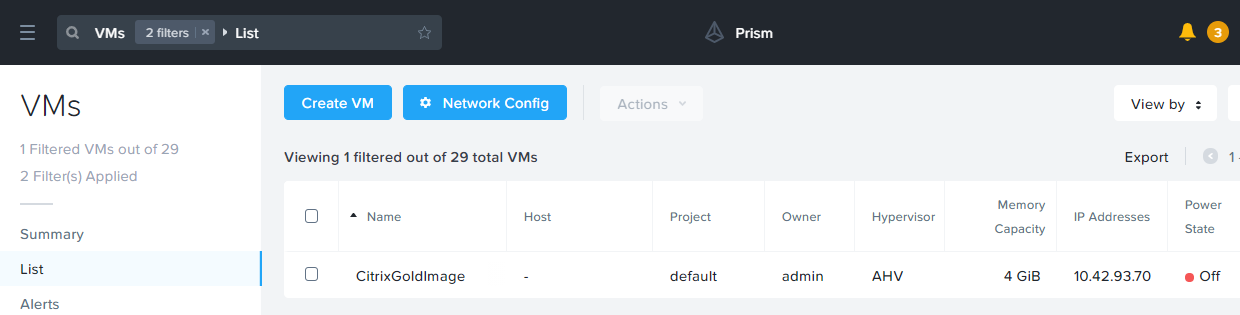 VMs 2 filters × List Prism 3
VMs
Create VM Network Config Actions View by
1 Filtered VMs out of 29
Viewing 1 filtered out of 29 total VMs Export 1 -
2 Filter(s) Applied
Name Host Project Owner Hypervisor Memory Capacity IP Addresses Power State
Summary
List
CitrixGoldImage - default admin AHV 4 GiB 10.42.93.70 Off
Alerts